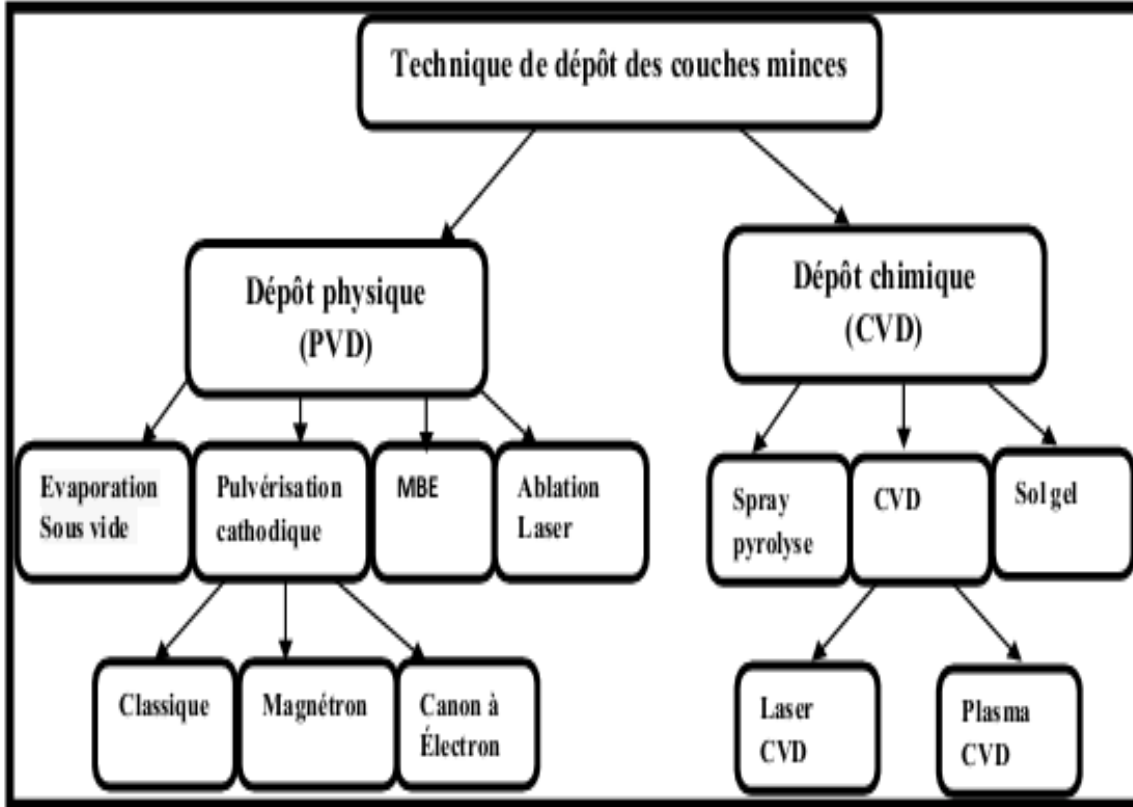 Technique de dépôt des couches minces
Dépôt physique
(PVD)
Dépôt chimique
(CVD)
Evaporation
Sous vide
Pulvérisation
cathodique
MBE
Ablation
Laser
Spray
pyrolyse
CVD
Sol gel
Classique
Magnétron
Canon à
Électron
Laser
CVD
Plasma
CVD